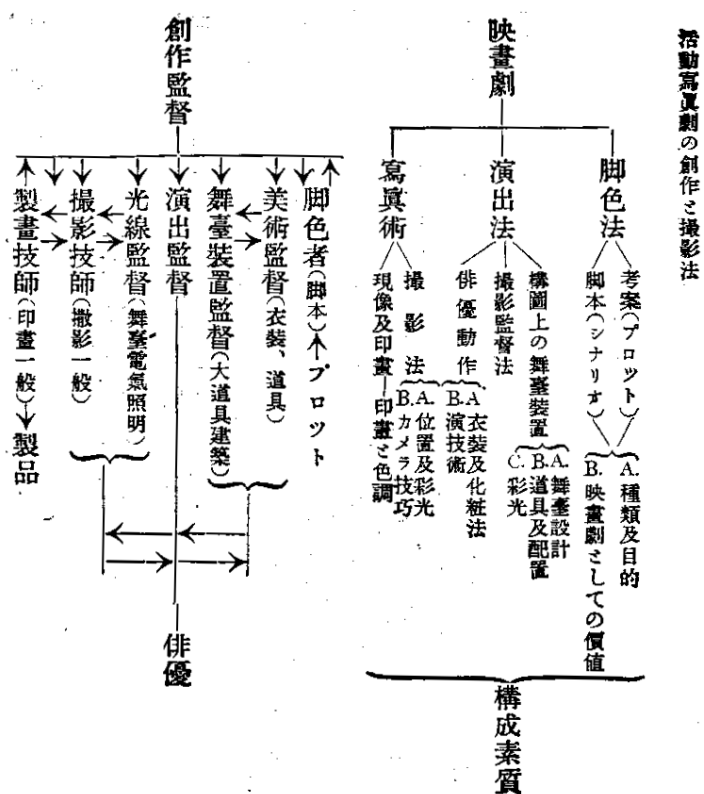 活動寫眞劇の創作と撮影法
映畫劇
脚色法
考案(プロット)
脚本(シナリオ)
A. 種類及目的
B. 映畫劇としての價値
演出法
構圖上の舞臺裝置
A. 舞臺設計
B. 道具及配置
C. 彩光
撮影監督法
俳優動作
A. 衣裝及化粧法
B. 演技術
寫眞術
撮影法
A. 位置及彩光
B. カメラ技巧
現像及印畫—印畫と色調
構成素質
創作監督
脚色者(脚本)↑プロット
美術監督(衣裝、道具)
舞臺裝置監督(大道具建築)
演出監督
俳優
光線監督(舞臺電氣照明)
撮影技師(撒影一般)
製畫技師(印畫一般)→製品